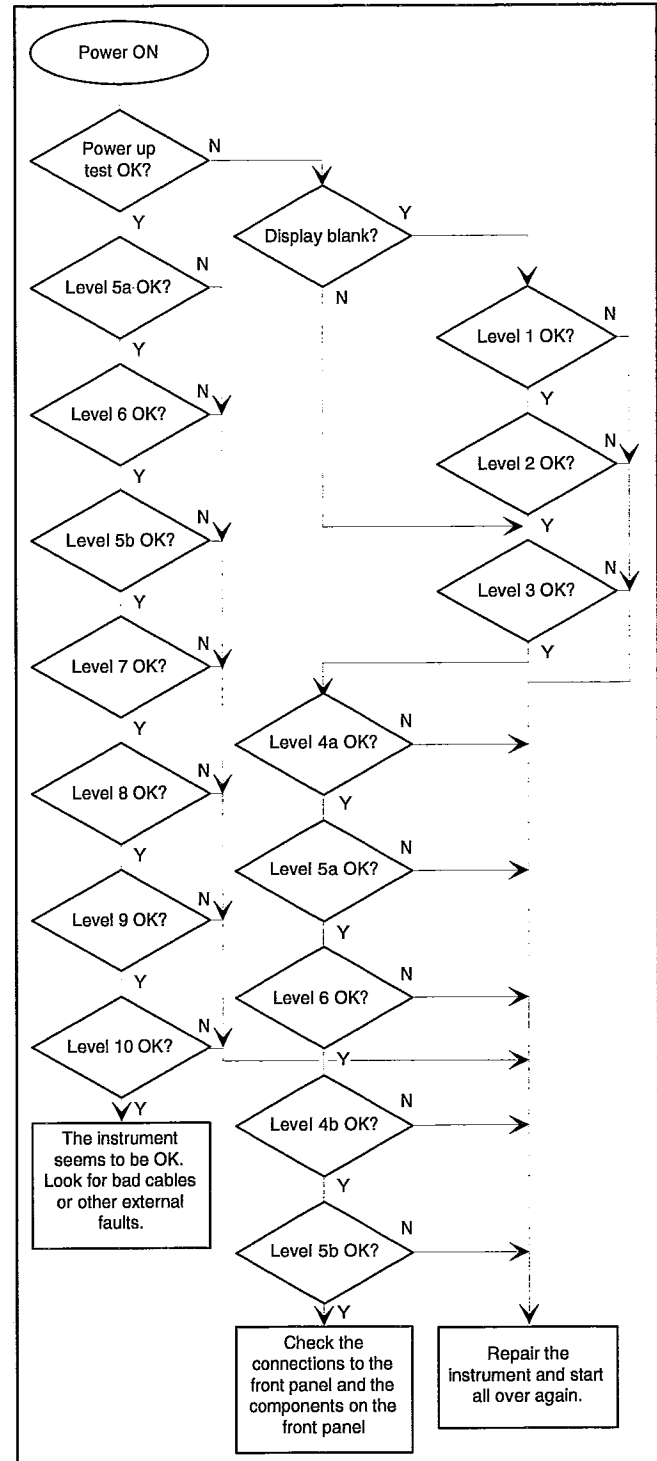 Power ON
Power up
test OK?
N
Y
Display blank?
Y
N
Level 5a OK?
N
Y
Level 1 OK?
N
Y
Level 6 OK?
N
Y
Level 2 OK?
N
Y
Level 5b OK?
N
Y
Level 3 OK?
N
Y
Level 7 OK?
N
Y
Level 4a OK?
N
Y
Level 8 OK?
N
Y
Level 5a OK?
N
Y
Level 9 OK?
N
Y
Level 6 OK?
N
Y
Level 10 OK?
N
Y
Level 4b OK?
N
Y
The instrument
seems to be OK.
Look for bad cables
or other external
faults.
Level 5b OK?
N
Y
Check the
connections to the
front panel and the
components on the
front panel
Repair the
instrument and start
all over again.